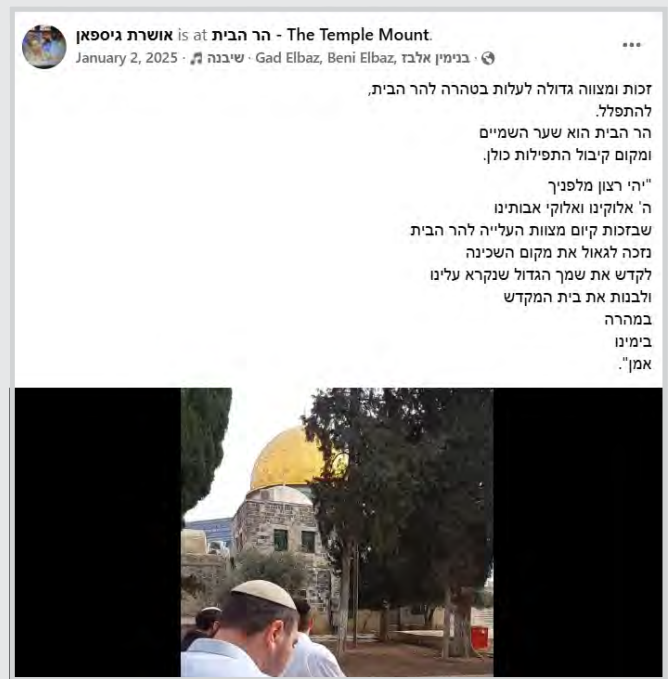 אושרת גיספאן is at הר הבית - The Temple Mount.
January 2, 2025 · שיבנה · Gad Elbaz, Beni Elbaz, בנימין אלבז ·
זכות ומצווה גדולה לעלות בטהרה להר הבית,
להתפלל.
הר הבית הוא שער השמיים
ומקום קיבול התפילות כולן.
"יהי רצון מלפניך
ה' אלוקינו ואלוקי אבותינו
שבזכות קיום מצוות העלייה להר הבית
נזכה לגאול את מקום השכינה
לקדש את שמך הגדול שנקרא עלינו
ולבנות את בית המקדש
במהרה
בימינו
אמן".